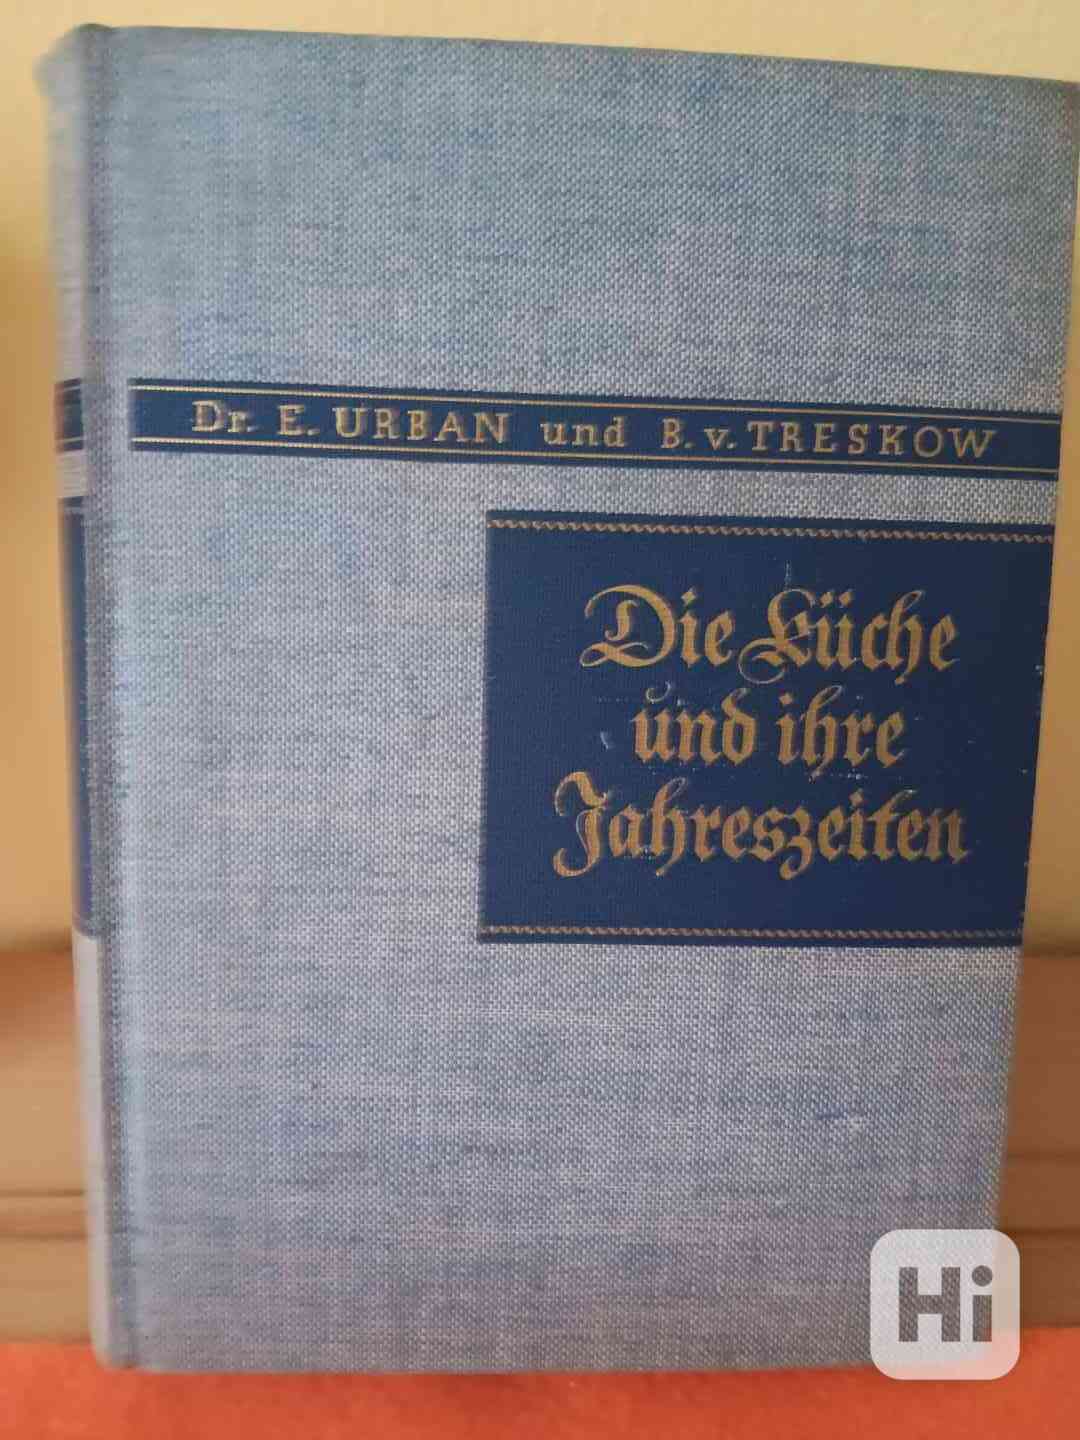 Dr. E. URBAN und B. v. TRESKOW
Die Küche
und ihre
Jahreszeiten
Hi